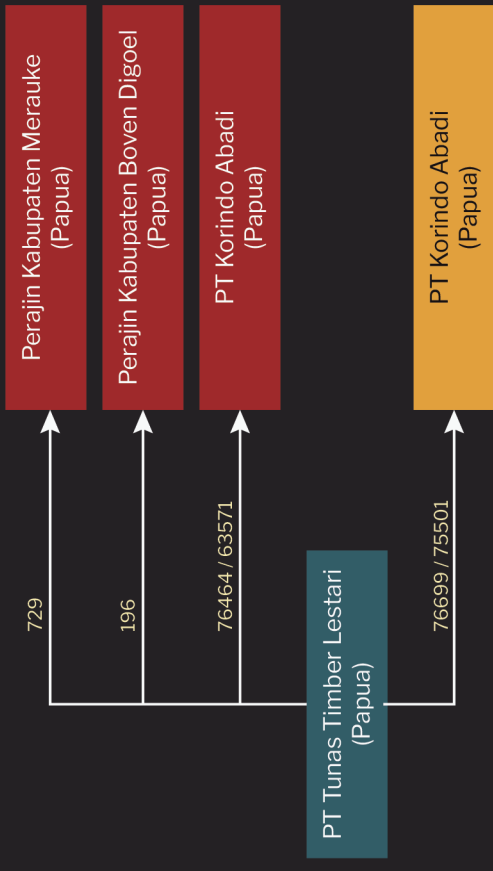 Perajin Kabupaten Merauke
(Papua)
729
Perajin Kabupaten Boven Digoel
(Papua)
196
PT Korindo Abadi
(Papua)
76464 / 63571
PT Tunas Timber Lestari
(Papua)
PT Korindo Abadi
(Papua)
76699 / 75501